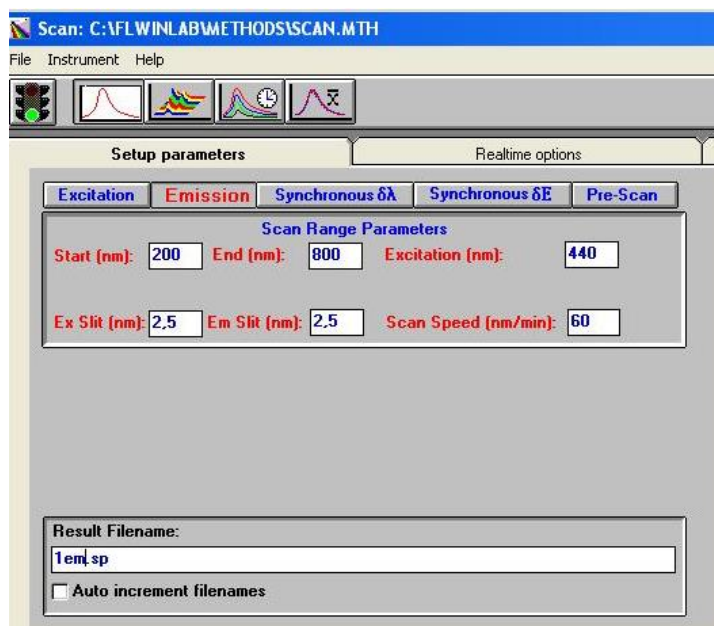 Scan: C:\FLWINLAB\METHODS\SCAN.MTH
File Instrument Help
X̄
Setup parameters Realtime options
Excitation Emission Synchronous δλ Synchronous δE Pre-Scan
Scan Range Parameters
Start (nm): 200 End (nm): 800 Excitation (nm): 440
Ex Slit (nm): 2,5 Em Slit (nm): 2,5 Scan Speed (nm/min): 60
Result Filename:
1em.sp
Auto increment filenames